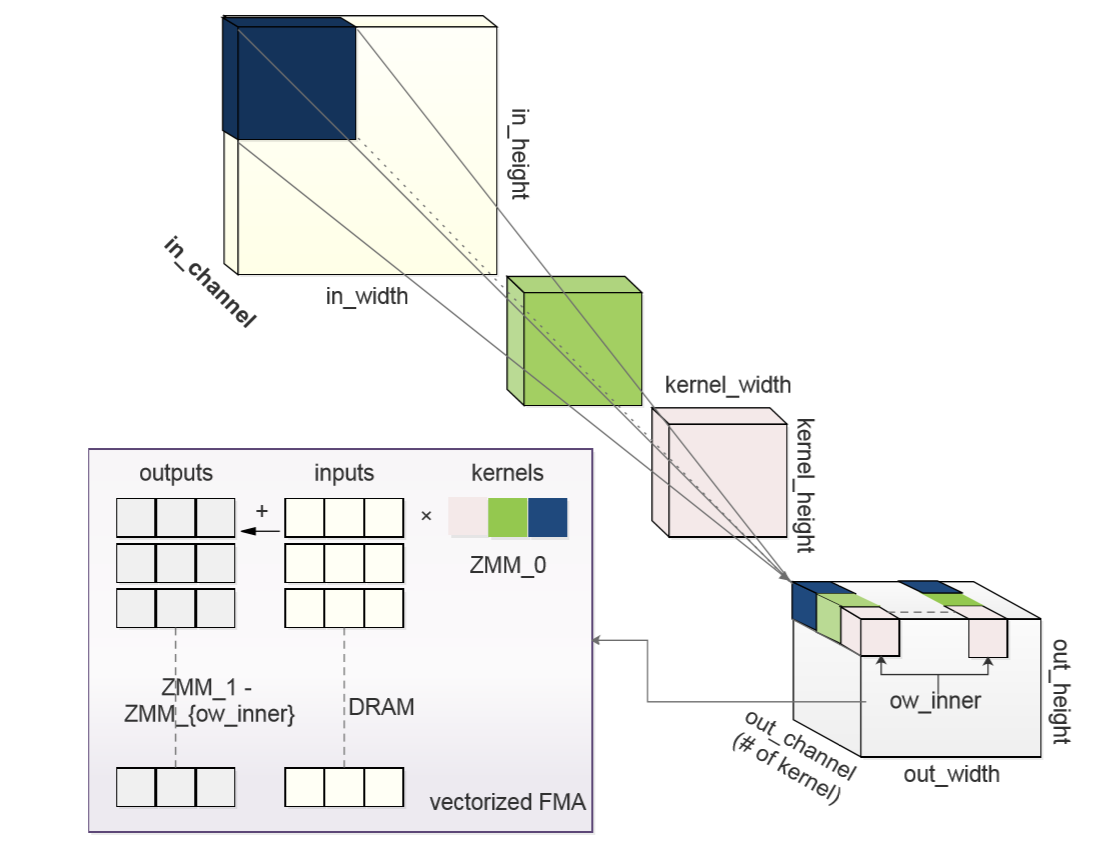 in_height
in_channel
in_width
kernel_width
kernel_height
outputs
inputs
kernels
+
×
ZMM_0
ZMM_1 -
ZMM_{ow_inner}
DRAM
vectorized FMA
ow_inner
out_height
out_channel
(# of kernel)
out_width